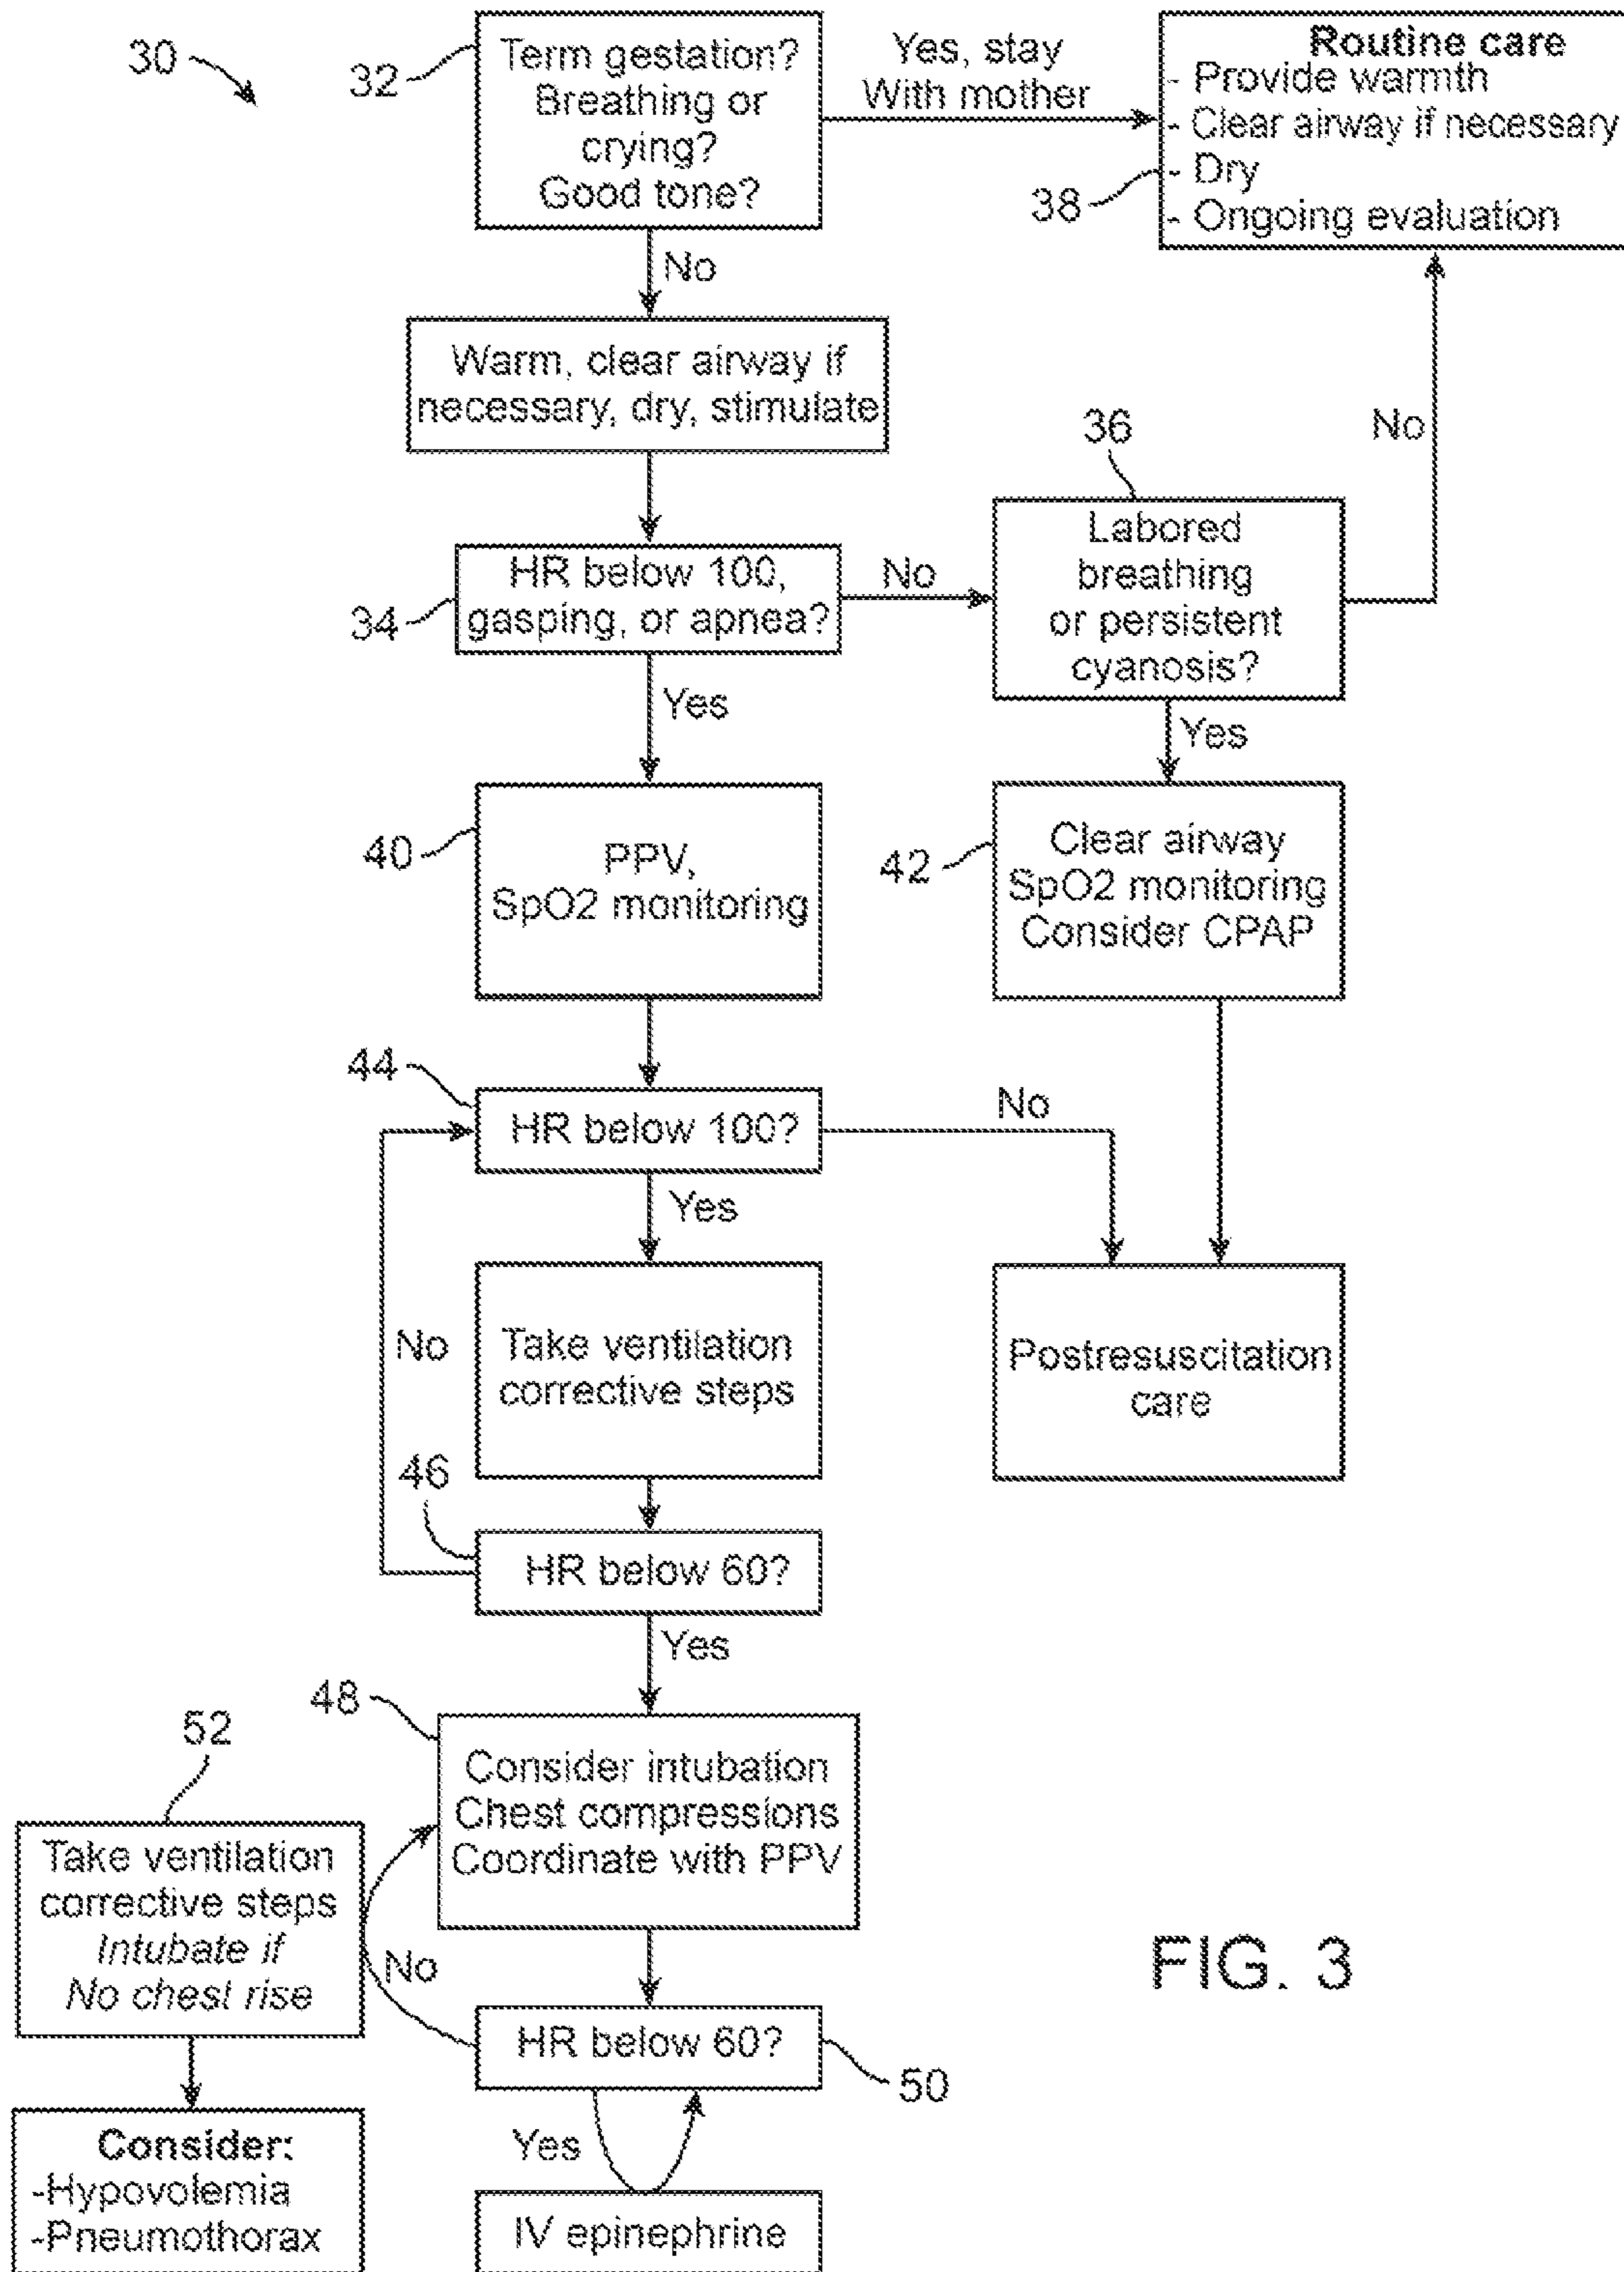 30
32
Term gestation?
Breathing or
crying?
Good tone?
Yes, stay
With mother
Routine care
- Provide warmth
- Clear airway if necessary
- Dry
- Ongoing evaluation
38
No
Warm, clear airway if
necessary, dry, stimulate
34
HR below 100,
gasping, or apnea?
No
36
Labored
breathing
or persistent
cyanosis?
No
Yes
Yes
40
PPV,
SpO2 monitoring
42
Clear airway
SpO2 monitoring
Consider CPAP
44
HR below 100?
No
Yes
No
Take ventilation
corrective steps
Postresuscitation
care
46
HR below 60?
Yes
48
Consider intubation
Chest compressions
Coordinate with PPV
52
Take ventilation
corrective steps
Intubate if
No chest rise
No
HR below 60?
50
Yes
Consider:
-Hypovolemia
-Pneumothorax
IV epinephrine
FIG. 3